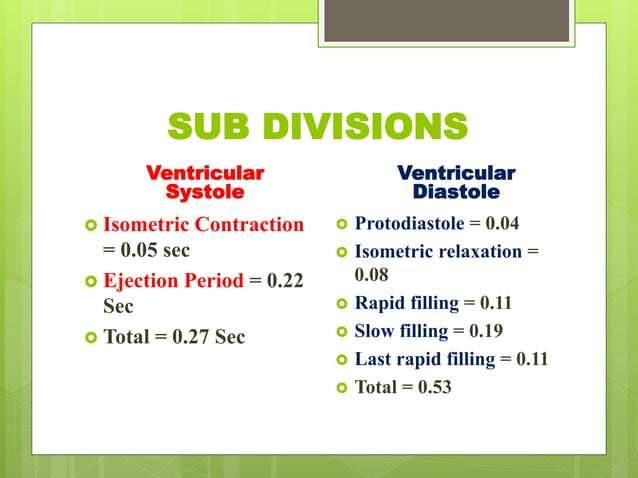 SUB DIVISIONS
Ventricular
Systole
Isometric Contraction
= 0.05 sec
Ejection Period = 0.22
Sec
Total = 0.27 Sec
Ventricular
Diastole
Protodiastole = 0.04
Isometric relaxation =
0.08
Rapid filling = 0.11
Slow filling = 0.19
Last rapid filling = 0.11
Total = 0.53